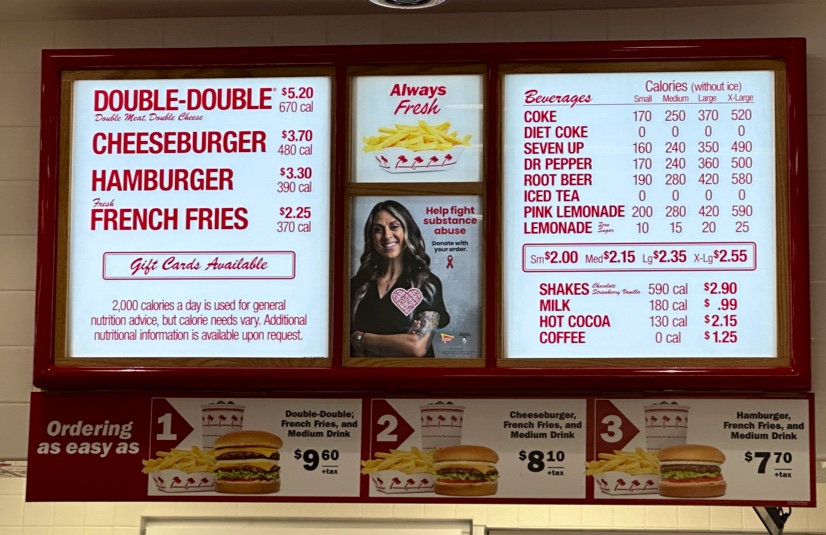 DOUBLE-DOUBLE® $5.20
Double Meat, Double Cheese 670 cal
CHEESEBURGER $3.70
480 cal
HAMBURGER $3.30
390 cal
Fresh
FRENCH FRIES $2.25
370 cal
Gift Cards Available
2,000 calories a day is used for general
nutrition advice, but calorie needs vary. Additional
nutritional information is available upon request.
Always
Fresh
Help fight
substance
abuse
Donate with
your order.
Calories (without ice)
Beverages Small Medium Large X-Large
COKE 170 250 370 520
DIET COKE 0 0 0 0
SEVEN UP 160 240 350 490
DR PEPPER 170 240 360 500
ROOT BEER 190 280 420 580
ICED TEA 0 0 0 0
PINK LEMONADE 200 280 420 590
LEMONADE Zero Sugar 10 15 20 25
Sm$2.00 Med$2.15 Lg$2.35 X-Lg$2.55
SHAKES Chocolate Strawberry Vanilla 590 cal $2.90
MILK 180 cal $ .99
HOT COCOA 130 cal $2.15
COFFEE 0 cal $1.25
Ordering
as easy as
1
Double-Double,
French Fries, and
Medium Drink
$9 60
+tax
2
Cheeseburger,
French Fries, and
Medium Drink
$8 10
+tax
3
Hamburger,
French Fries, and
Medium Drink
$7 70
+tax